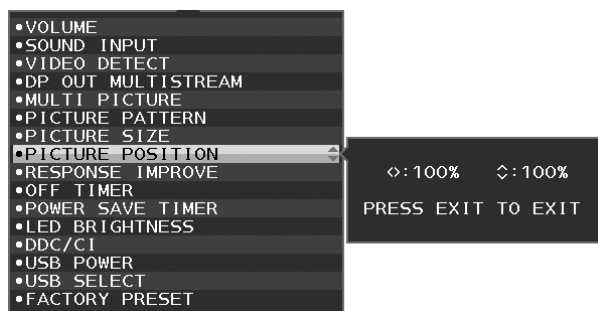 •VOLUME
•SOUND INPUT
•VIDEO DETECT
•DP OUT MULTISTREAM
•MULTI PICTURE
•PICTURE PATTERN
•PICTURE SIZE
•PICTURE POSITION
•RESPONSE IMPROVE
•OFF TIMER
•POWER SAVE TIMER
•LED BRIGHTNESS
•DDC/CI
•USB POWER
•USB SELECT
•FACTORY PRESET
:100% :100%
PRESS EXIT TO EXIT